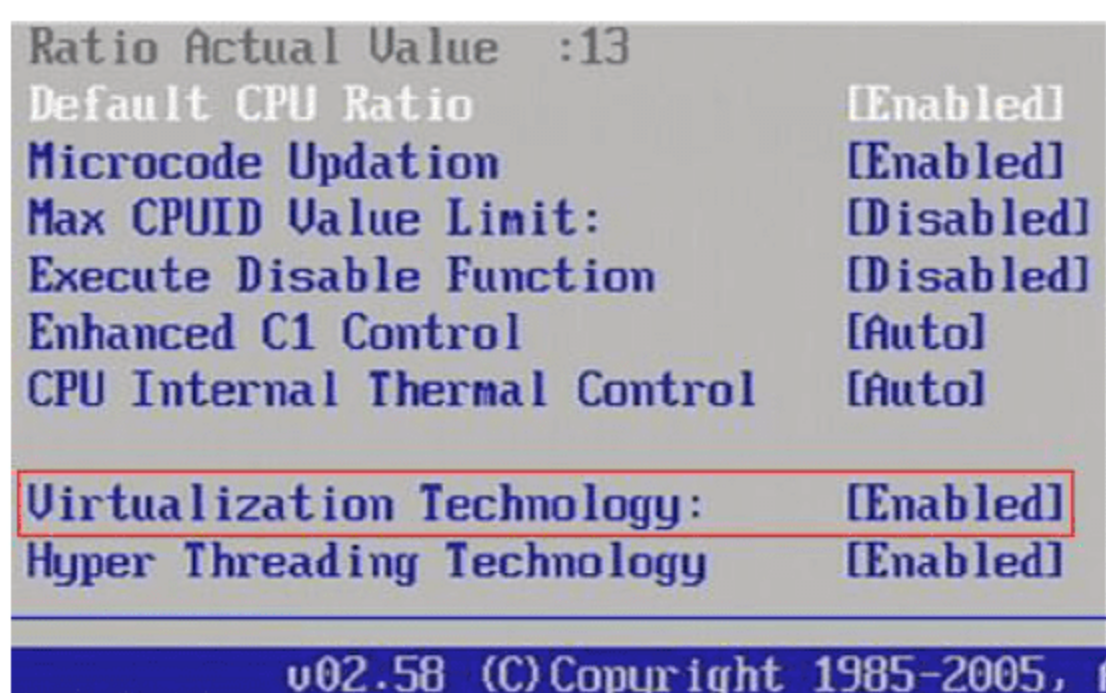 Ratio Actual Value :13
Default CPU Ratio [Enabled]
Microcode Updation [Enabled]
Max CPUID Value Limit: [Disabled]
Execute Disable Function [Disabled]
Enhanced C1 Control [Auto]
CPU Internal Thermal Control [Auto]
Virtualization Technology: [Enabled]
Hyper Threading Technology [Enabled]
v02.58 (C)Copyright 1985-2005,